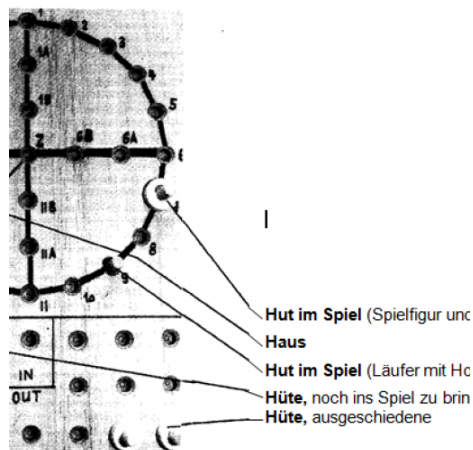 1
2
3
1A
4
1B
5
Z
6B
6A
6
11B
8
11A
9
10
11
Hut im Spiel (Spielfigur und
Haus
Hut im Spiel (Läufer mit Ho
IN
OUT
Hüte, noch ins Spiel zu brin
Hüte, ausgeschiedene